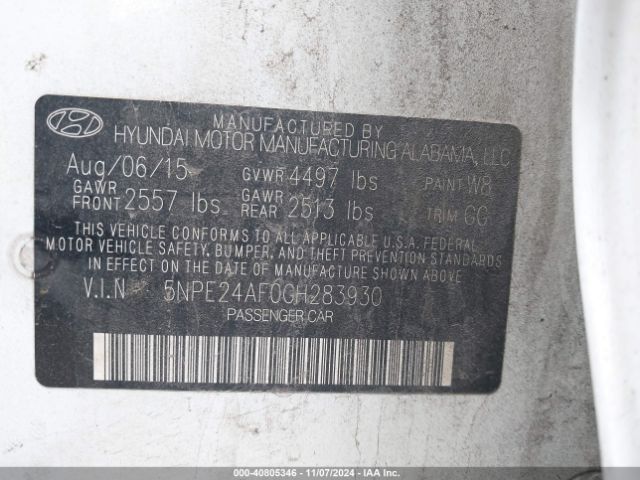 MANUFACTURED BY
HYUNDAI MOTOR MANUFACTURING ALABAMA, LLC
Aug/06/15 GVWR 4497 lbs PAINT W8
GAWR FRONT 2557 lbs GAWR REAR 2513 lbs TRIM GG
THIS VEHICLE CONFORMS TO ALL APPLICABLE U.S.A. FEDERAL
MOTOR VEHICLE SAFETY, BUMPER, AND THEFT PREVENTION STANDARDS
IN EFFECT ON THE DATE OF MANUFACTURE SHOWN ABOVE.
V.I.N 5NPE24AF0GH283930
PASSENGER CAR
000-40805346 - 11/07/2024 - IAA Inc.